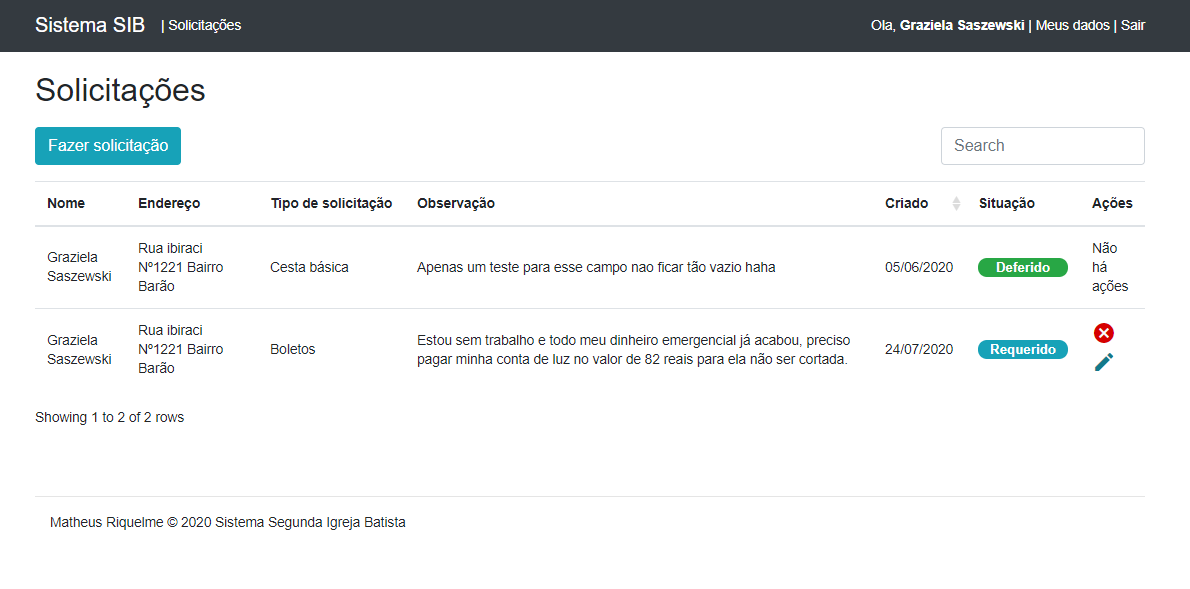 Sistema SIB | Solicitações
Ola, Graziela Saszewski | Meus dados | Sair
Solicitações
Fazer solicitação
Search
Nome Endereço Tipo de solicitação Observação Criado Situação Ações
Graziela
Saszewski
Rua ibiraci
Nº1221 Bairro
Barão
Cesta básica
Apenas um teste para esse campo nao ficar tão vazio haha
05/06/2020
Deferido
Não
há
ações
Graziela
Saszewski
Rua ibiraci
Nº1221 Bairro
Barão
Boletos
Estou sem trabalho e todo meu dinheiro emergencial já acabou, preciso
pagar minha conta de luz no valor de 82 reais para ela não ser cortada.
24/07/2020
Requerido
Showing 1 to 2 of 2 rows
Matheus Riquelme © 2020 Sistema Segunda Igreja Batista